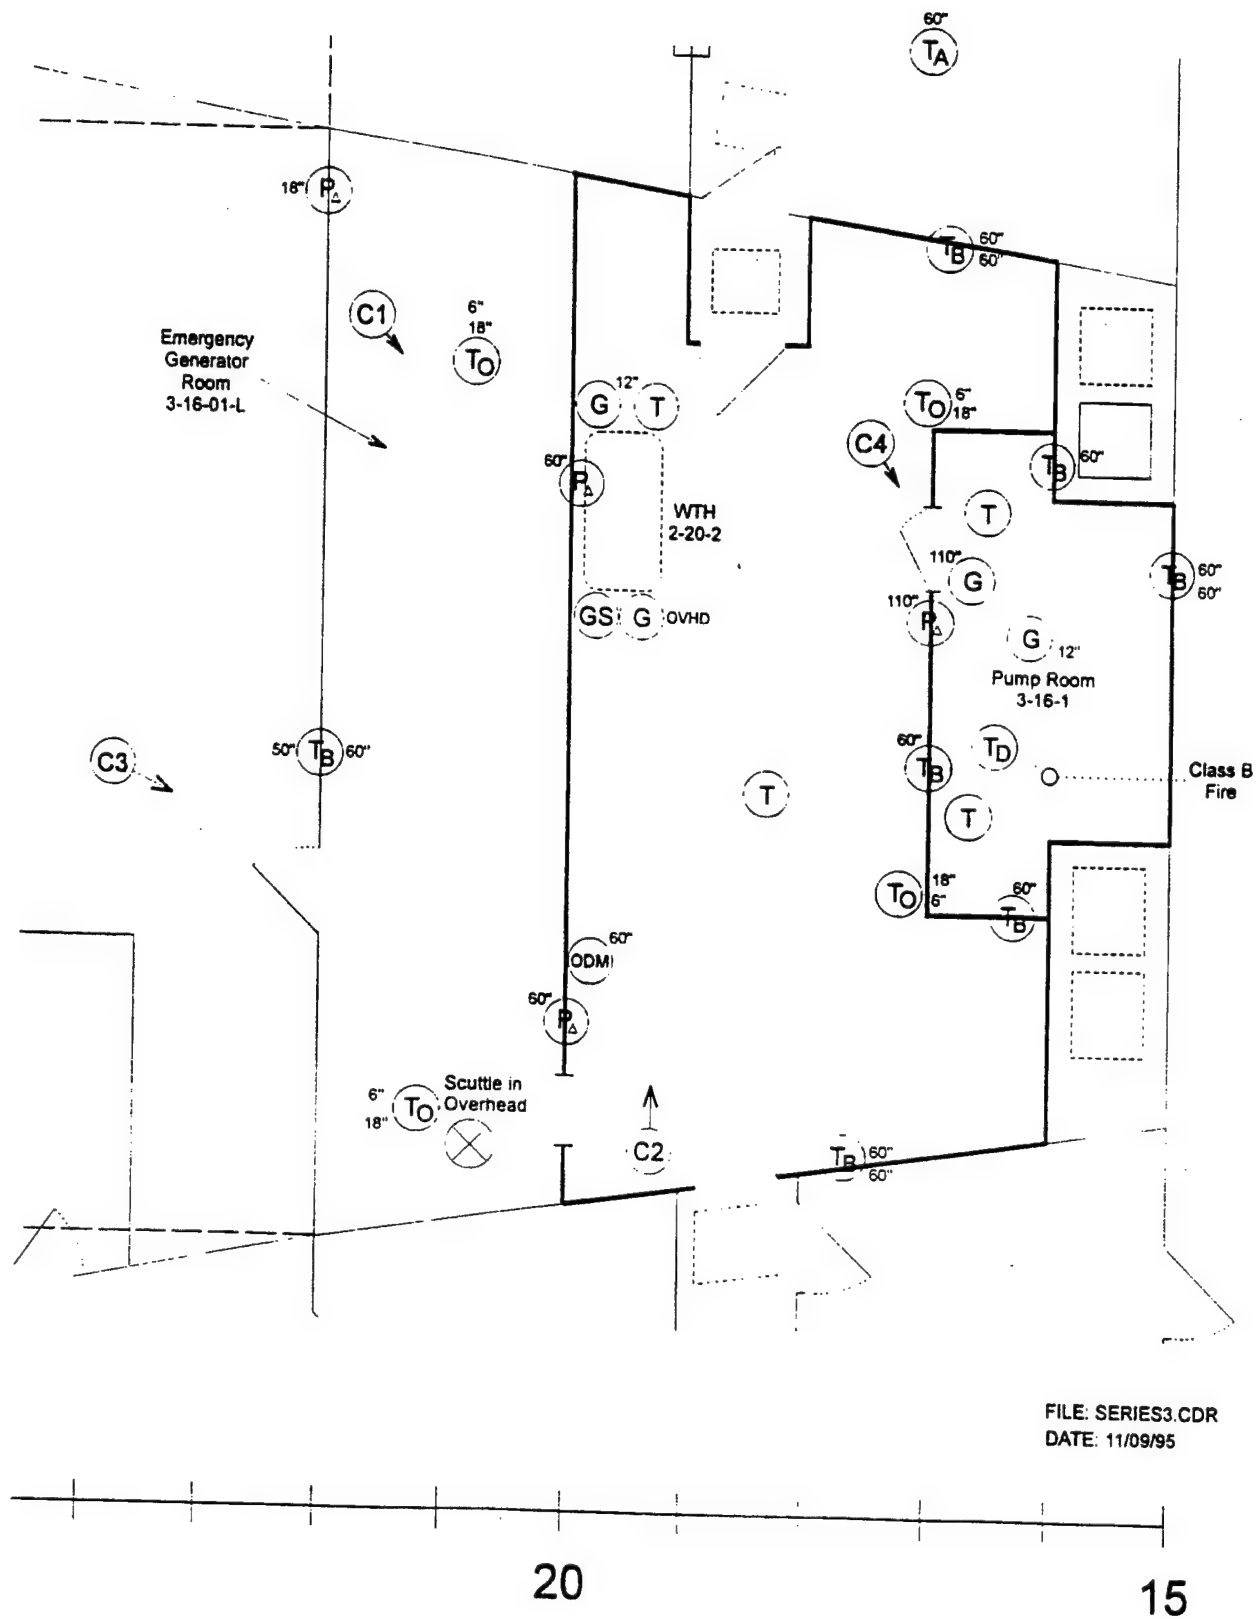 60"
TA
18" PΔ
TB 60"
60"
C1
6"
18"
TO
Emergency
Generator
Room
3-16-01-L
G 12" T
TO 6"
18"
C4
60" PΔ
TB 60"
WTH
2-20-2
T
110" G
TB 60"
60"
110"
PΔ
GS G OVHD
G 12"
Pump Room
3-16-1
50" TB 60"
C3
60"
TB
TD
Class B
Fire
T
T
TO 18"
6"
60"
TB
60"
ODM
60" PΔ
Scuttle in
Overhead
6"
18" TO
C2
TB 60"
60"
FILE: SERIES3.CDR
DATE: 11/09/95
20
15